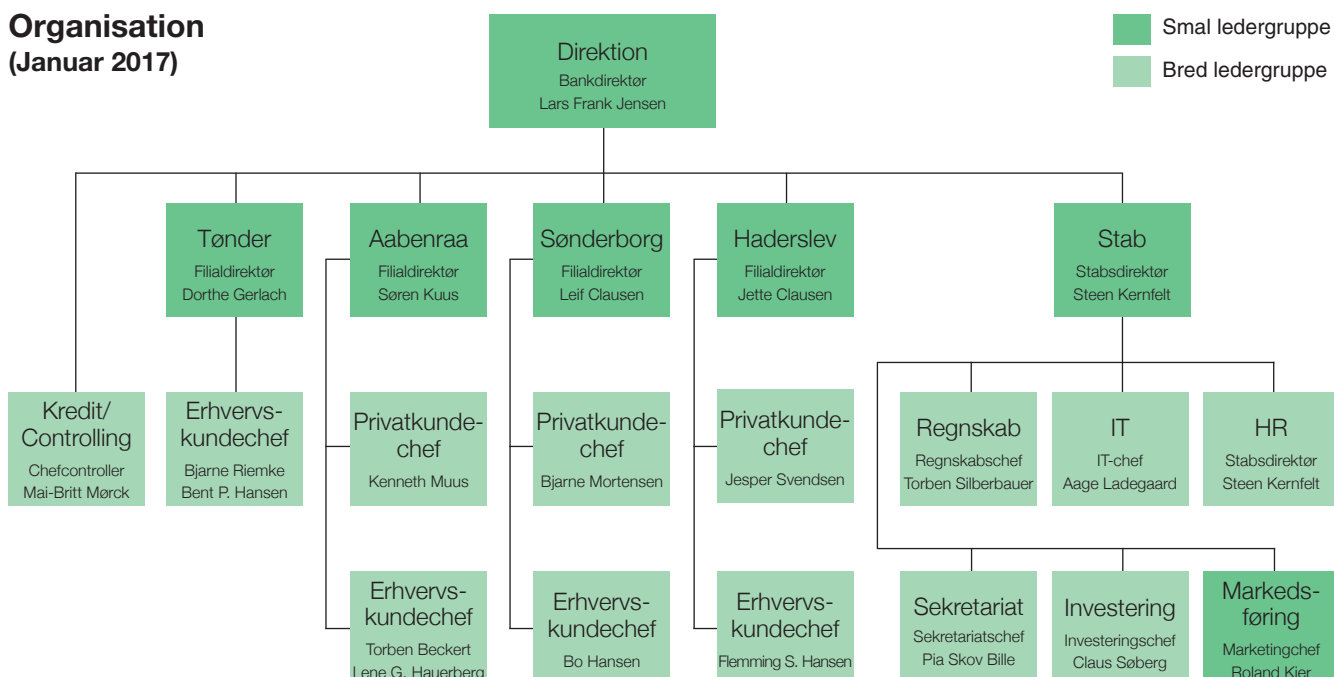 Organisation
(Januar 2017)
Smal ledergruppe
Bred ledergruppe
Direktion
Bankdirektør
Lars Frank Jensen
Tønder
Filialdirektør
Dorthe Gerlach
Aabenraa
Filialdirektør
Søren Kuus
Sønderborg
Filialdirektør
Leif Clausen
Haderslev
Filialdirektør
Jette Clausen
Stab
Stabsdirektør
Steen Kernfelt
Kredit/
Controlling
Chefcontroller
Mai-Britt Mørck
Erhvervs-
kundechef
Bjarne Riemke
Bent P. Hansen
Privatkunde-
chef
Kenneth Muus
Privatkunde-
chef
Bjarne Mortensen
Privatkunde-
chef
Jesper Svendsen
Regnskab
Regnskabschef
Torben Silberbauer
IT
IT-chef
Aage Ladegaard
HR
Stabsdirektør
Steen Kernfelt
Erhvervs-
kundechef
Torben Beckert
Lene G. Hauerberg
Erhvervs-
kundechef
Bo Hansen
Erhvervs-
kundechef
Flemming S. Hansen
Sekretariat
Sekretariatschef
Pia Skov Bille
Investering
Investeringschef
Claus Søberg
Markeds-
føring
Marketingchef
Roland Kier